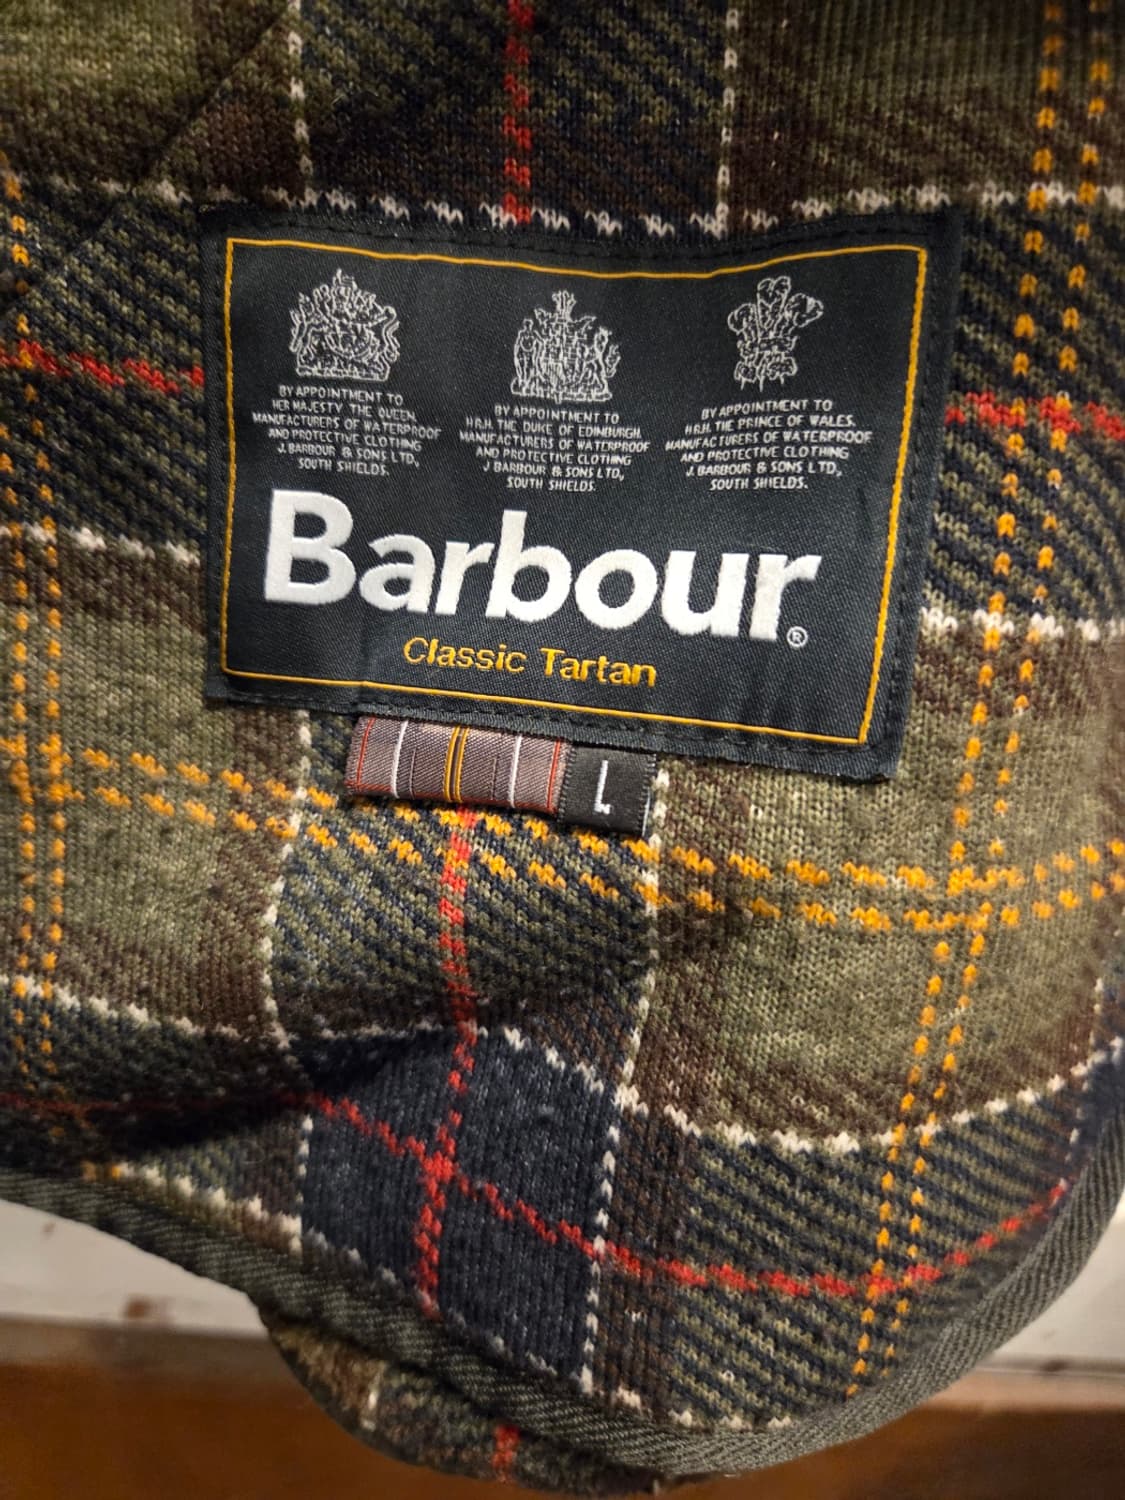 BY APPOINTMENT TO
HER MAJESTY THE QUEEN,
MANUFACTURERS OF WATERPROOF
AND PROTECTIVE CLOTHING
J. BARBOUR & SONS LTD,
SOUTH SHIELDS.
BY APPOINTMENT TO
H.R.H. THE DUKE OF EDINBURGH.
MANUFACTURERS OF WATERPROOF
AND PROTECTIVE CLOTHING
J BARBOUR & SONS LTD,
SOUTH SHIELDS.
BY APPOINTMENT TO
H.R.H. THE PRINCE OF WALES.
MANUFACTURERS OF WATERPROOF
AND PROTECTIVE CLOTHING
J. BARBOUR & SONS LTD,
SOUTH SHIELDS.
Barbour®
Classic Tartan
L